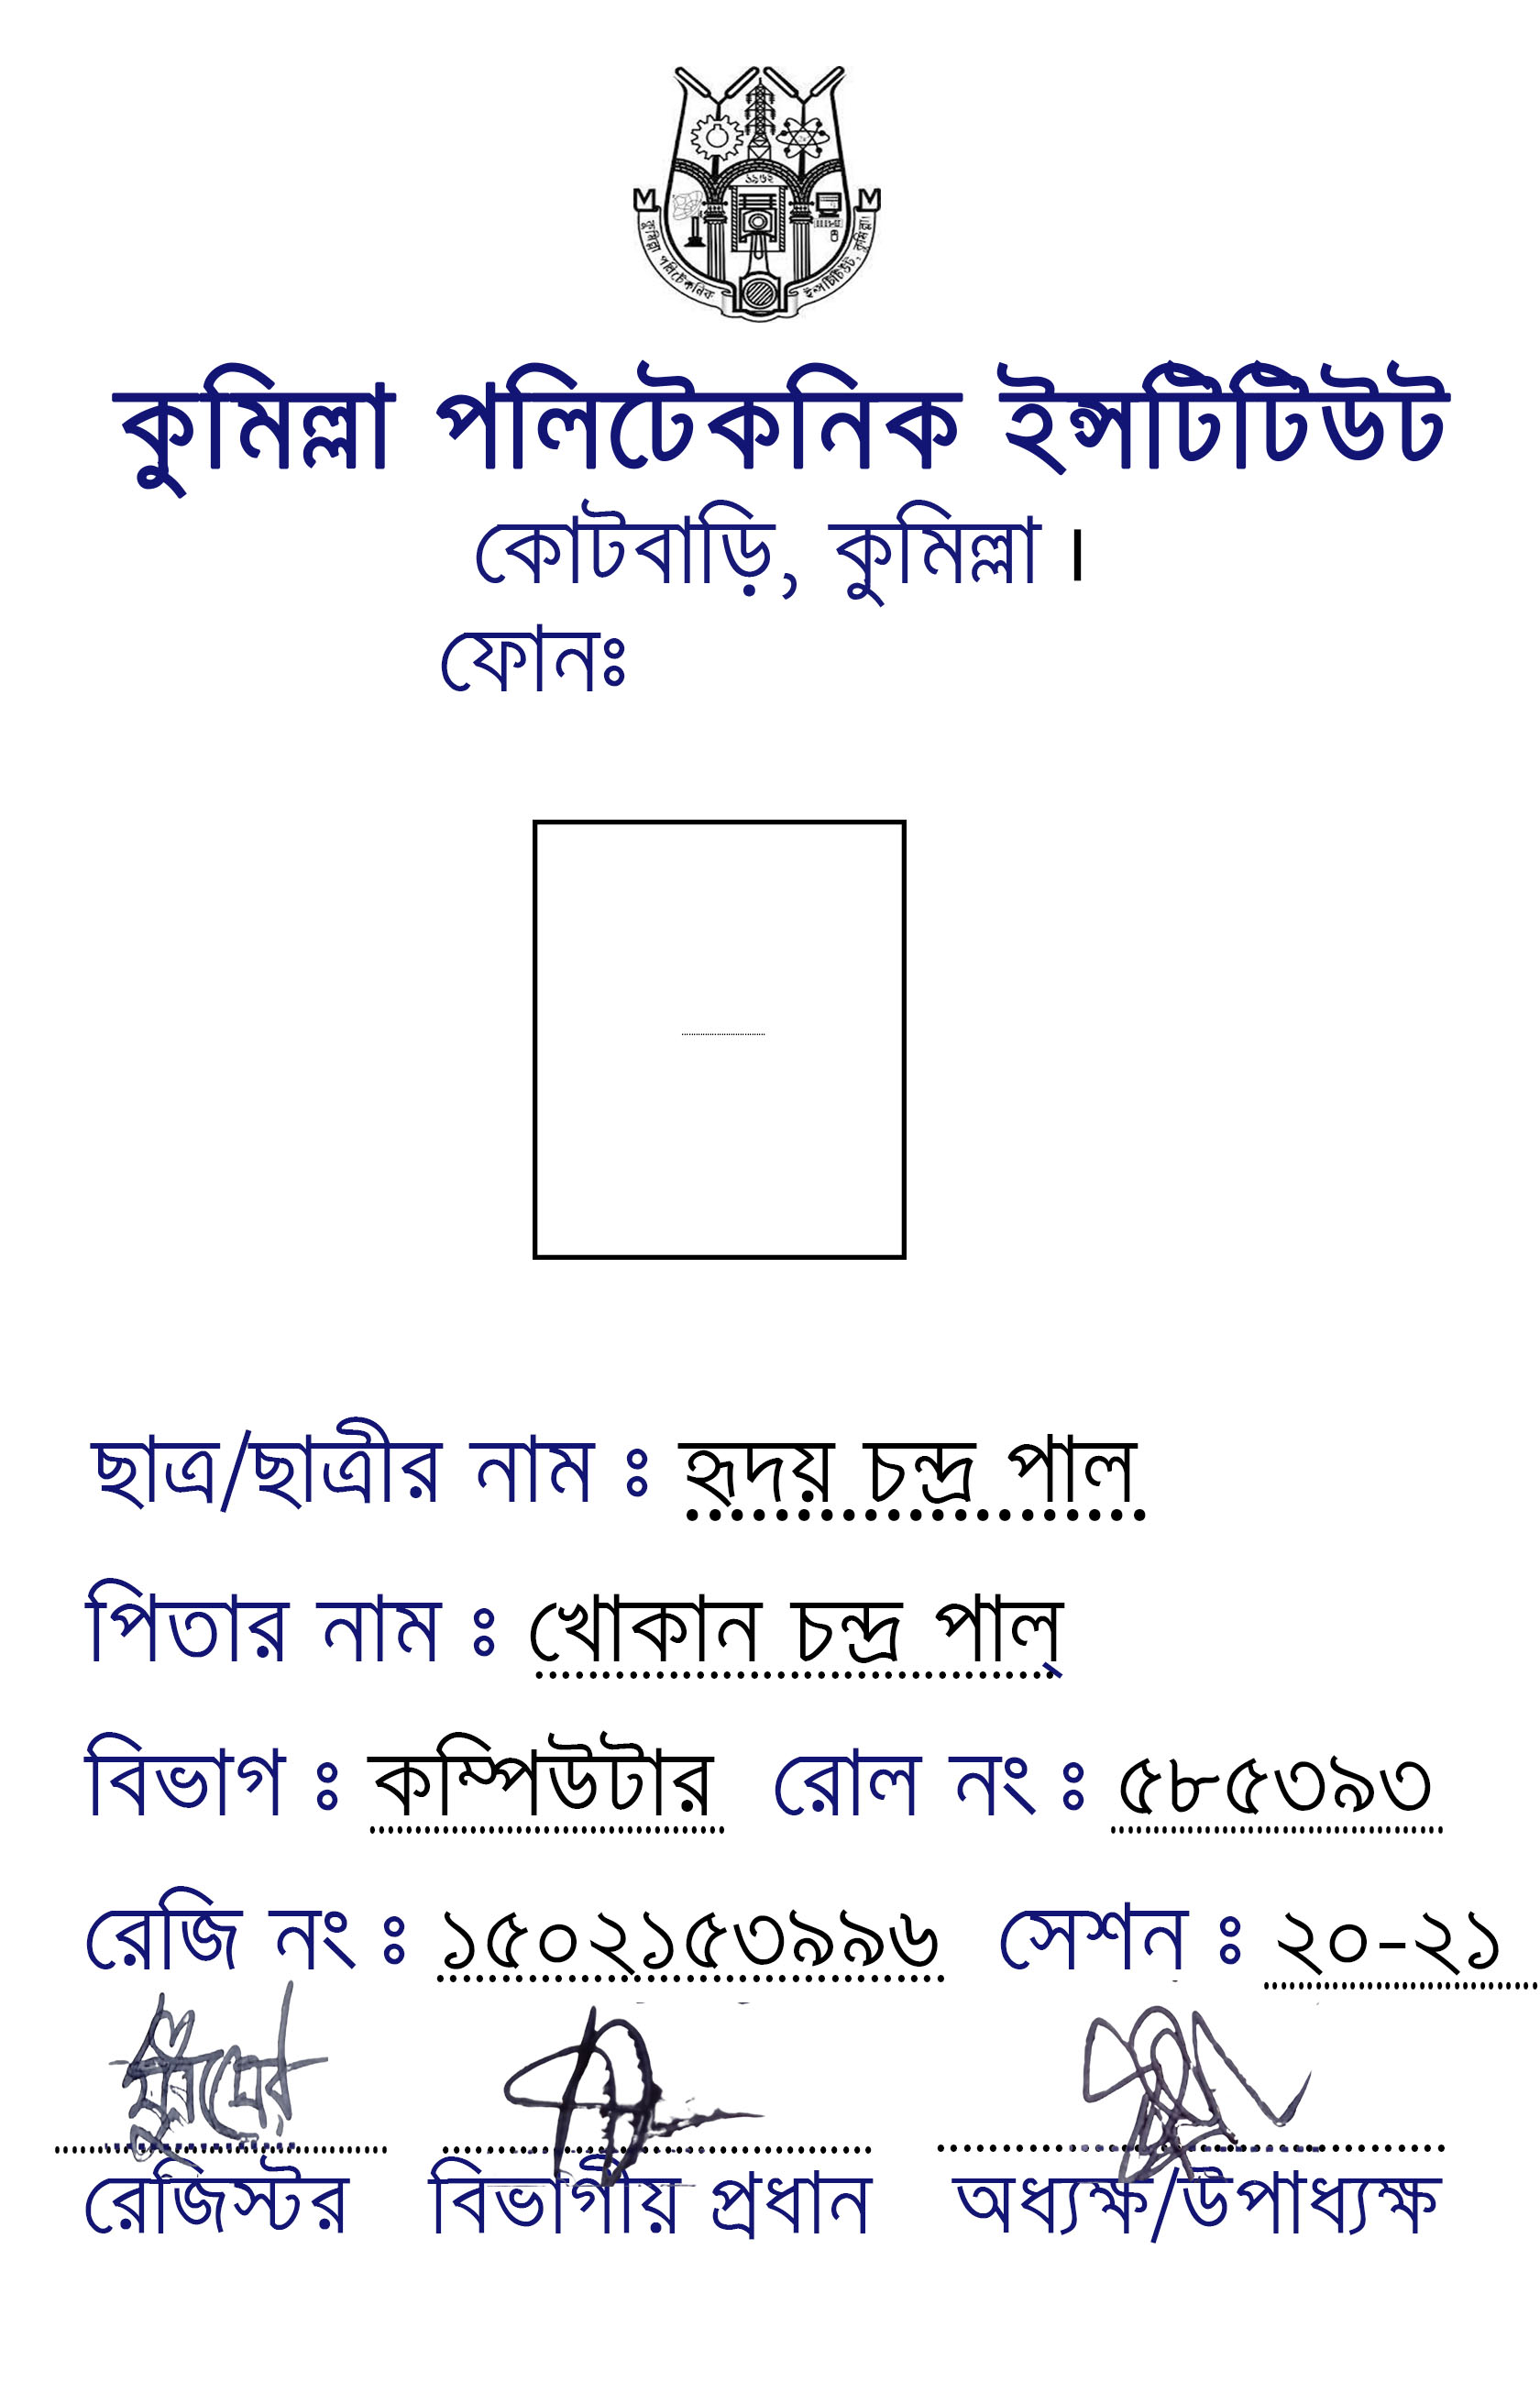 ১৯৬২
কুমিল্লা পলিটেকনিক ইন্সটিটিউট, কুমিল্লা।
কুমিল্লা পলিটেকনিক ইন্সটিটিউট
কোটবাড়ি, কুমিল্লা ।
ফোনঃ
ছাত্র/ছাত্রীর নাম ঃ হৃদয় চন্দ্র পাল
পিতার নাম ঃ খোকান চন্দ্র পাল্
বিভাগ ঃ কম্পিউটার রোল নং ঃ ৫৮৫৩৯৩
রেজি নং ঃ ১৫০২১৫৩৯৯৬ সেশন ঃ ২০-২১
রেজিস্টর বিভাগীয় প্রধান অধ্যক্ষ/উপাধ্যক্ষ